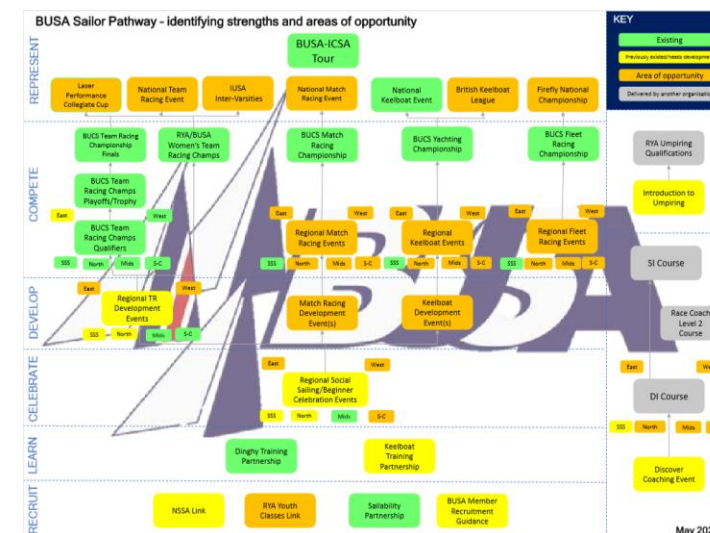 BUSA Sailor Pathway - identifying strengths and areas of opportunity
KEY
Existing
Previously existed/needs developmen
Area of opportunity
Delivered by another organisatio
REPRESENT
BUSA-ICSA
Tour
Laser
Performance
Collegiate Cup
National Team
Racing Event
IUSA
Inter-Varsities
National Match
Racing Event
National
Keelboat Event
British Keelboat
League
Firefly National
Championship
COMPETE
BUCS Team Racing
Championship
Finals
RYA/BUSA
Women's Team
Racing Champs
BUCS Match
Racing
Championship
BUCS Yachting
Championship
BUCS Fleet
Racing
Championship
RYA Umpiring
Qualifications
BUCS Team
Racing Champs
Playoffs/Trophy
Introduction to
Umpiring
East
West
BUCS Team
Racing Champs
Qualifiers
SSS
North
Mids
S-C
East
West
Regional Match
Racing Events
SSS
North
Mids
S-C
East
West
Regional
Keelboat Events
SSS
North
Mids
S-C
East
West
Regional Fleet
Racing Events
SSS
North
Mids
S-C
SI Course
DEVELOP
East
West
Regional TR
Development
Events
SSS
North
Mids
S-C
Match Racing
Development
Event(s)
Keelboat
Development
Event(s)
Race Coach
Level 2
Course
CELEBRATE
East
West
Regional Social
Sailing/Beginner
Celebration Events
SSS
North
Mids
S-C
East
We
DI Course
SSS
North
Mids
LEARN
Dinghy Training
Partnership
Keelboat
Training
Partnership
Discover
Coaching Event
RECRUIT
NSSA Link
RYA Youth
Classes Link
Sailability
Partnership
BUSA Member
Recruitment
Guidance
May 202
BUSA